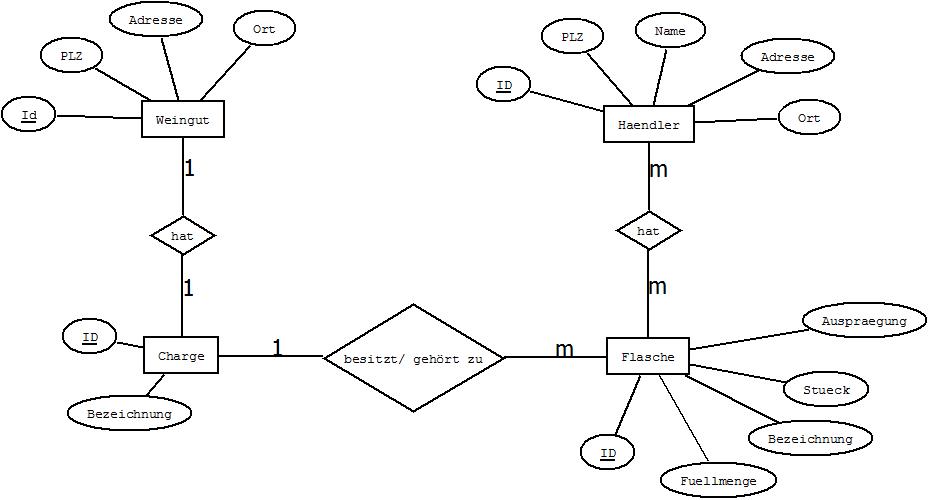 Adresse
Ort
PLZ
Id
Weingut
1
hat
1
ID
Charge
Bezeichnung
1
besitzt/ gehört zu
m
Name
PLZ
Adresse
ID
Ort
Haendler
m
hat
m
Flasche
Auspraegung
Stueck
Bezeichnung
ID
Fuellmenge